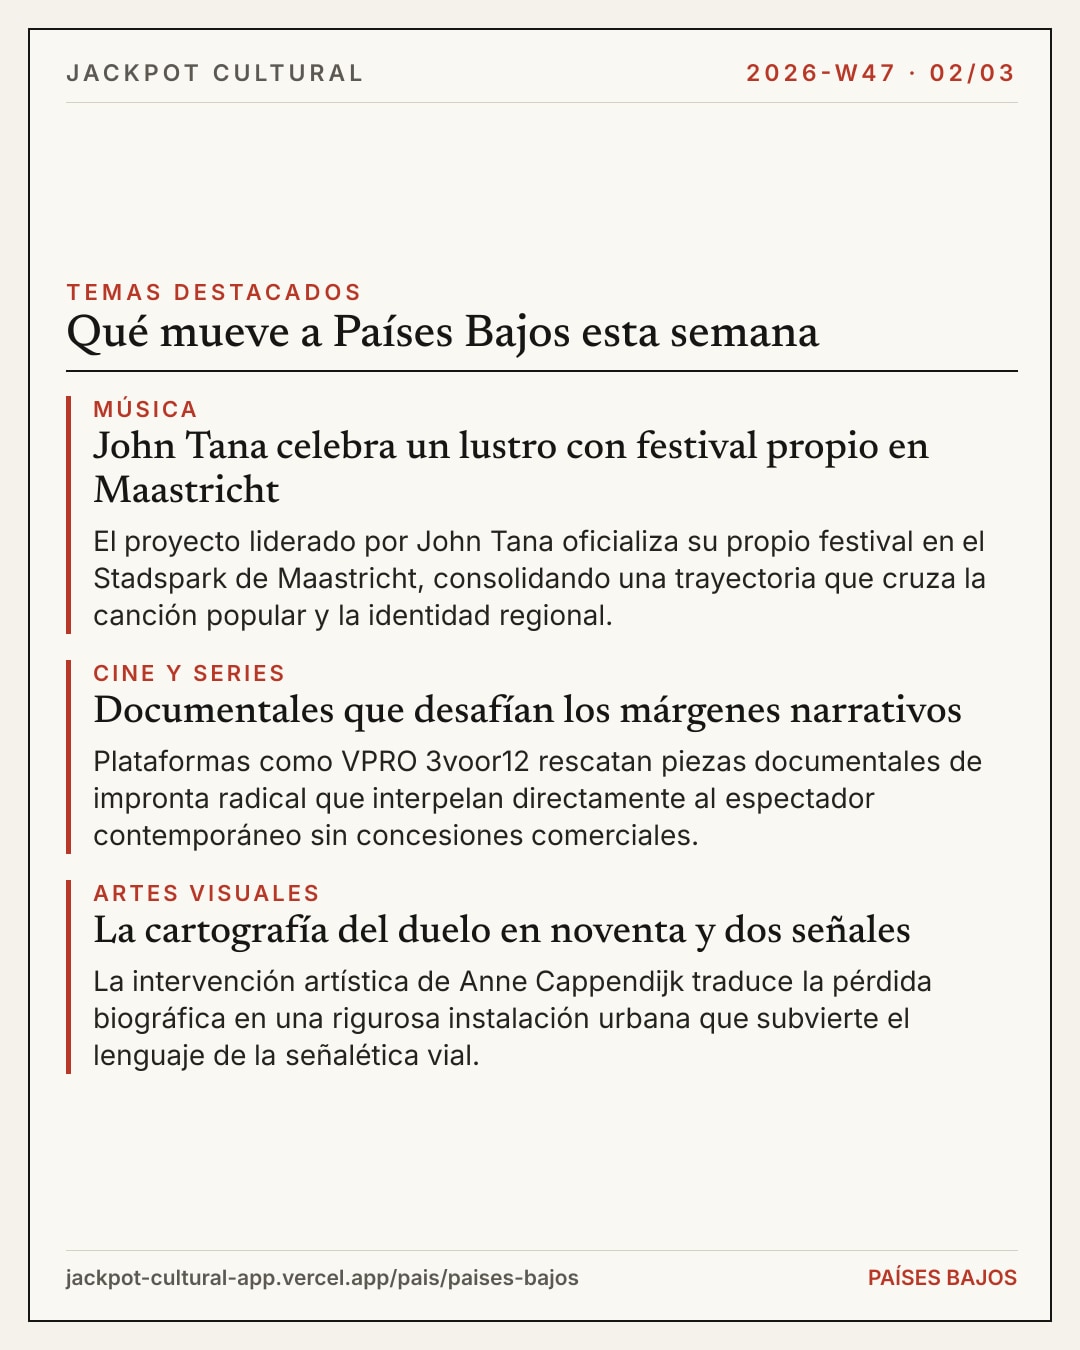 JACKPOT CULTURAL
2026-W47 · 02/03
TEMAS DESTACADOS
Qué mueve a Países Bajos esta semana
MÚSICA
John Tana celebra un lustro con festival propio en
Maastricht
El proyecto liderado por John Tana oficializa su propio festival en el
Stadspark de Maastricht, consolidando una trayectoria que cruza la
canción popular y la identidad regional.
CINE Y SERIES
Documentales que desafían los márgenes narrativos
Plataformas como VPRO 3voor12 rescatan piezas documentales de
impronta radical que interpelan directamente al espectador
contemporáneo sin concesiones comerciales.
ARTES VISUALES
La cartografía del duelo en noventa y dos señales
La intervención artística de Anne Cappendijk traduce la pérdida
biográfica en una rigurosa instalación urbana que subvierte el
lenguaje de la señalética vial.
jackpot-cultural-app.vercel.app/pais/paises-bajos
PAÍSES BAJOS